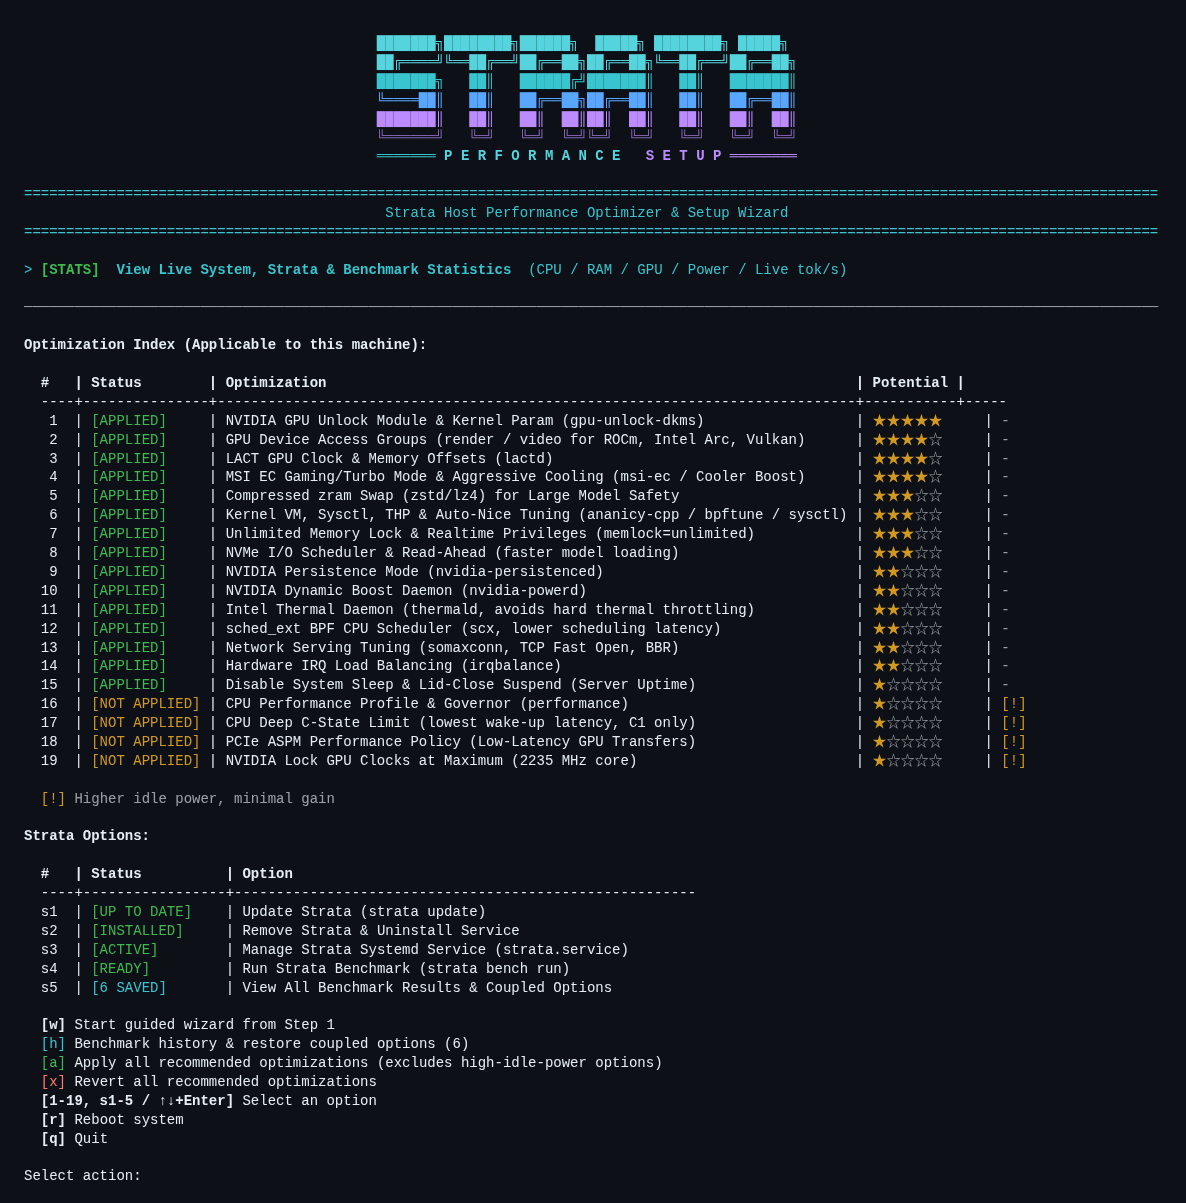 STRATA
PERFORMANCE SETUP
Strata Host Performance Optimizer & Setup Wizard
> [STATS]  View Live System, Strata & Benchmark Statistics  (CPU / RAM / GPU / Power / Live tok/s)
Optimization Index (Applicable to this machine):
#   | Status        | Optimization                                                               | Potential |
----+---------------+----------------------------------------------------------------------------+-----------+-----
1  | [APPLIED]     | NVIDIA GPU Unlock Module & Kernel Param (gpu-unlock-dkms)                  | ★★★★★     | -
2  | [APPLIED]     | GPU Device Access Groups (render / video for ROCm, Intel Arc, Vulkan)      | ★★★★☆     | -
3  | [APPLIED]     | LACT GPU Clock & Memory Offsets (lactd)                                    | ★★★★☆     | -
4  | [APPLIED]     | MSI EC Gaming/Turbo Mode & Aggressive Cooling (msi-ec / Cooler Boost)      | ★★★★☆     | -
5  | [APPLIED]     | Compressed zram Swap (zstd/lz4) for Large Model Safety                     | ★★★☆☆     | -
6  | [APPLIED]     | Kernel VM, Sysctl, THP & Auto-Nice Tuning (ananicy-cpp / bpftune / sysctl) | ★★★☆☆     | -
7  | [APPLIED]     | Unlimited Memory Lock & Realtime Privileges (memlock=unlimited)            | ★★★☆☆     | -
8  | [APPLIED]     | NVMe I/O Scheduler & Read-Ahead (faster model loading)                     | ★★★☆☆     | -
9  | [APPLIED]     | NVIDIA Persistence Mode (nvidia-persistenced)                              | ★★☆☆☆     | -
10  | [APPLIED]     | NVIDIA Dynamic Boost Daemon (nvidia-powerd)                                | ★★☆☆☆     | -
11  | [APPLIED]     | Intel Thermal Daemon (thermald, avoids hard thermal throttling)            | ★★☆☆☆     | -
12  | [APPLIED]     | sched_ext BPF CPU Scheduler (scx, lower scheduling latency)                | ★★☆☆☆     | -
13  | [APPLIED]     | Network Serving Tuning (somaxconn, TCP Fast Open, BBR)                     | ★★☆☆☆     | -
14  | [APPLIED]     | Hardware IRQ Load Balancing (irqbalance)                                   | ★★☆☆☆     | -
15  | [APPLIED]     | Disable System Sleep & Lid-Close Suspend (Server Uptime)                   | ★☆☆☆☆     | -
16  | [NOT APPLIED] | CPU Performance Profile & Governor (performance)                           | ★☆☆☆☆     | [!]
17  | [NOT APPLIED] | CPU Deep C-State Limit (lowest wake-up latency, C1 only)                   | ★☆☆☆☆     | [!]
18  | [NOT APPLIED] | PCIe ASPM Performance Policy (Low-Latency GPU Transfers)                   | ★☆☆☆☆     | [!]
19  | [NOT APPLIED] | NVIDIA Lock GPU Clocks at Maximum (2235 MHz core)                          | ★☆☆☆☆     | [!]
[!] Higher idle power, minimal gain
Strata Options:
#   | Status          | Option
----+-----------------+-------------------------------------------------------
s1  | [UP TO DATE]    | Update Strata (strata update)
s2  | [INSTALLED]     | Remove Strata & Uninstall Service
s3  | [ACTIVE]        | Manage Strata Systemd Service (strata.service)
s4  | [READY]         | Run Strata Benchmark (strata bench run)
s5  | [6 SAVED]       | View All Benchmark Results & Coupled Options
[w] Start guided wizard from Step 1
[h] Benchmark history & restore coupled options (6)
[a] Apply all recommended optimizations (excludes high-idle-power options)
[x] Revert all recommended optimizations
[1-19, s1-5 / ↑↓+Enter] Select an option
[r] Reboot system
[q] Quit
Select action: